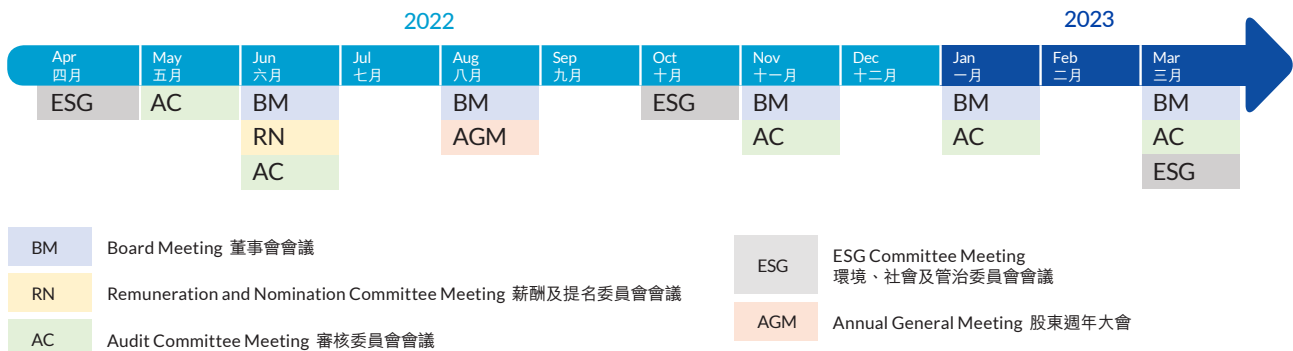 2022
2023
Apr
四月
May
五月
Jun
六月
Jul
七月
Aug
八月
Sep
九月
Oct
十月
Nov
十一月
Dec
十二月
Jan
一月
Feb
二月
Mar
三月
ESG
AC
BM
BM
ESG
BM
BM
BM
RN
AGM
AC
AC
AC
AC
ESG
BM
Board Meeting 董事會會議
RN
Remuneration and Nomination Committee Meeting 薪酬及提名委員會會議
AC
Audit Committee Meeting 審核委員會會議
ESG
ESG Committee Meeting
環境、社會及管治委員會會議
AGM
Annual General Meeting 股東週年大會